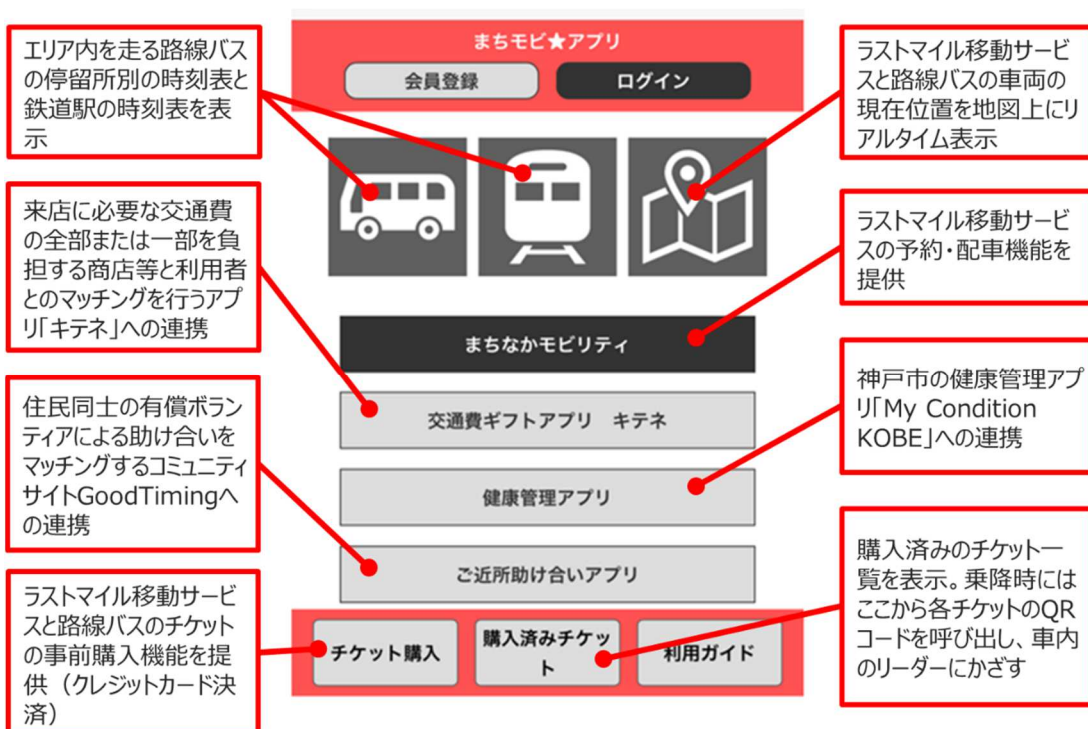 エリア内を走る路線バス
の停留所別の時刻表と
鉄道駅の時刻表を表
示
来店に必要な交通費
の全部または一部を負
担する商店等と利用者
とのマッチングを行うアプ
リ「キテネ」への連携
住民同士の有償ボラン
ティアによる助け合いを
マッチングするコミュニティ
サイトGoodTimingへ
の連携
ラストマイル移動サービ
スと路線バスのチケット
の事前購入機能を提
供（クレジットカード決
済）
まちモビ★アプリ
会員登録
ログイン
まちなかモビリティ
交通費ギフトアプリ　キテネ
健康管理アプリ
ご近所助け合いアプリ
チケット購入
購入済みチケッ
ト
利用ガイド
ラストマイル移動サービ
スと路線バスの車両の
現在位置を地図上にリ
アルタイム表示
ラストマイル移動サービ
スの予約・配車機能を
提供
神戸市の健康管理アプ
リ「My Condition
KOBE」への連携
購入済みのチケット一
覧を表示。乗降時には
ここから各チケットのQR
コードを呼び出し、車内
のリーダーにかざす